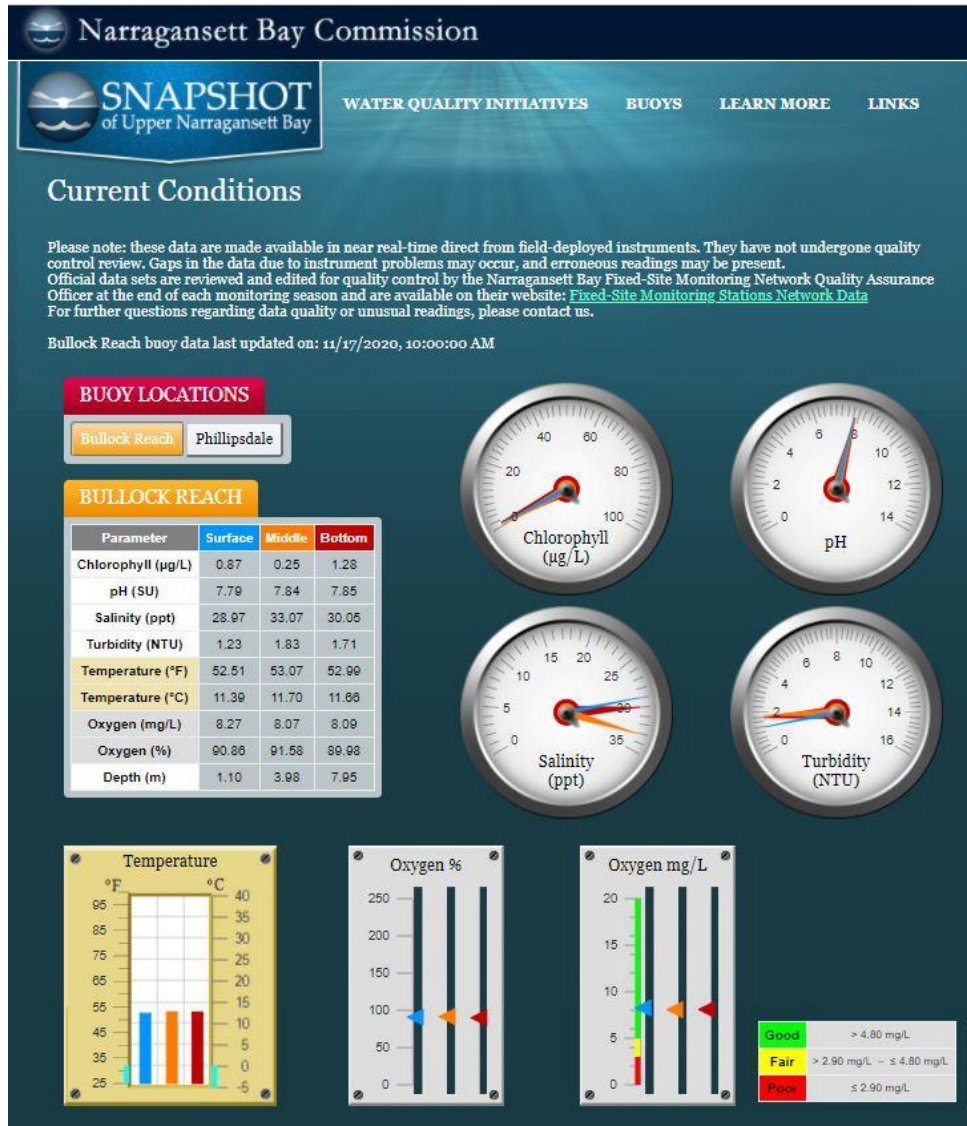 Narragansett Bay Commission
SNAPSHOT
of Upper Narragansett Bay
WATER QUALITY INITIATIVES BUOYS LEARN MORE LINKS
Current Conditions
Please note: these data are made available in near real-time direct from field-deployed instruments. They have not undergone quality
control review. Gaps in the data due to instrument problems may occur, and erroneous readings may be present.
Official data sets are reviewed and edited for quality control by the Narragansett Bay Fixed-Site Monitoring Network Quality Assurance
Officer at the end of each monitoring season and are available on their website: Fixed-Site Monitoring Stations Network Data
For further questions regarding data quality or unusual readings, please contact us.
Bullock Reach buoy data last updated on: 11/17/2020, 10:00:00 AM
BUOY LOCATIONS
Bullock Reach Phillipsdale
BULLOCK REACH
Parameter Surface Middle Bottom
Chlorophyll (µg/L) 0.87 0.25 1.28
pH (SU) 7.79 7.84 7.85
Salinity (ppt) 28.97 33.07 30.05
Turbidity (NTU) 1.23 1.83 1.71
Temperature (°F) 52.51 53.07 52.99
Temperature (°C) 11.39 11.70 11.66
Oxygen (mg/L) 8.27 8.07 8.09
Oxygen (%) 90.86 91.58 89.98
Depth (m) 1.10 3.98 7.95
0 20 40 60 80 100
Chlorophyll
(µg/L)
0 2 4 6 8 10 12 14
pH
0 5 10 15 20 25 30 35
Salinity
(ppt)
0 2 4 6 8 10 12 14 16
Turbidity
(NTU)
Temperature
°F °C
95
85
75
65
55
45
35
25
40
35
30
25
20
15
10
5
0
-5
Oxygen %
250
200
150
100
50
0
Oxygen mg/L
20
15
10
5
0
Good > 4.80 mg/L
Fair > 2.90 mg/L – ≤ 4.80 mg/L
Poor ≤ 2.90 mg/L